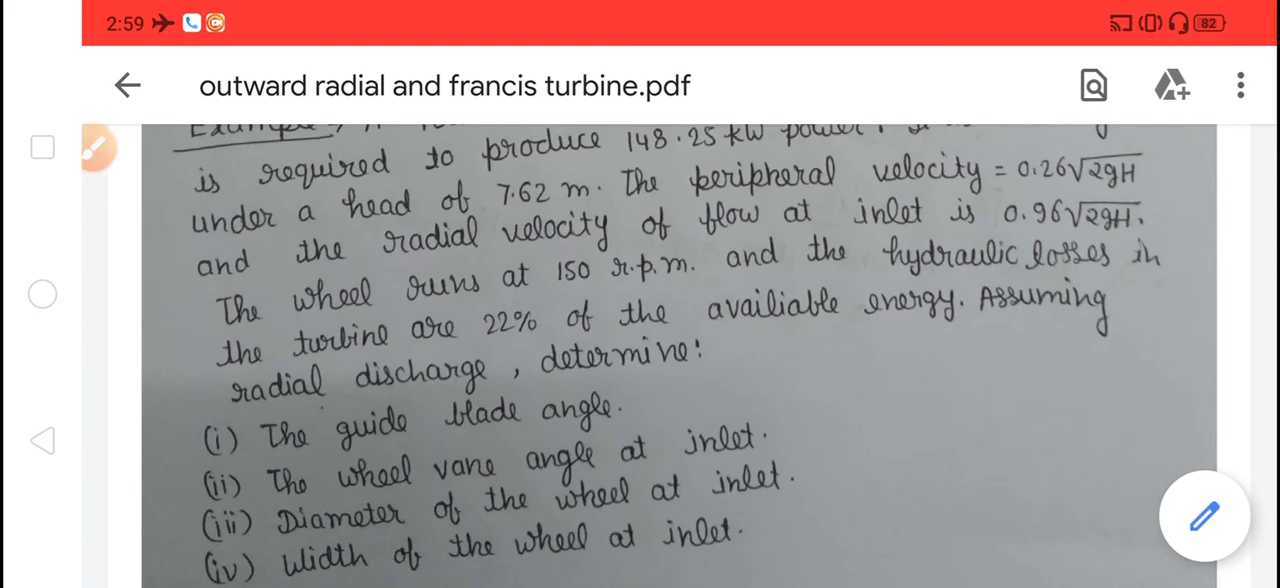 2:59
82
outward radial and francis turbine.pdf
Example
is required to produce 148.25 kW power.
under a head of 7.62 m. The peripheral velocity = 0.26√2gH
and the radial velocity of flow at inlet is 0.96√2gH.
The wheel runs at 150 r.p.m. and the hydraulic losses in
the turbine are 22% of the availiable energy. Assuming
radial discharge, determine:
(i) The guide blade angle.
(ii) The wheel vane angle at inlet.
(iii) Diameter of the wheel at inlet.
(iv) Width of the wheel at inlet.